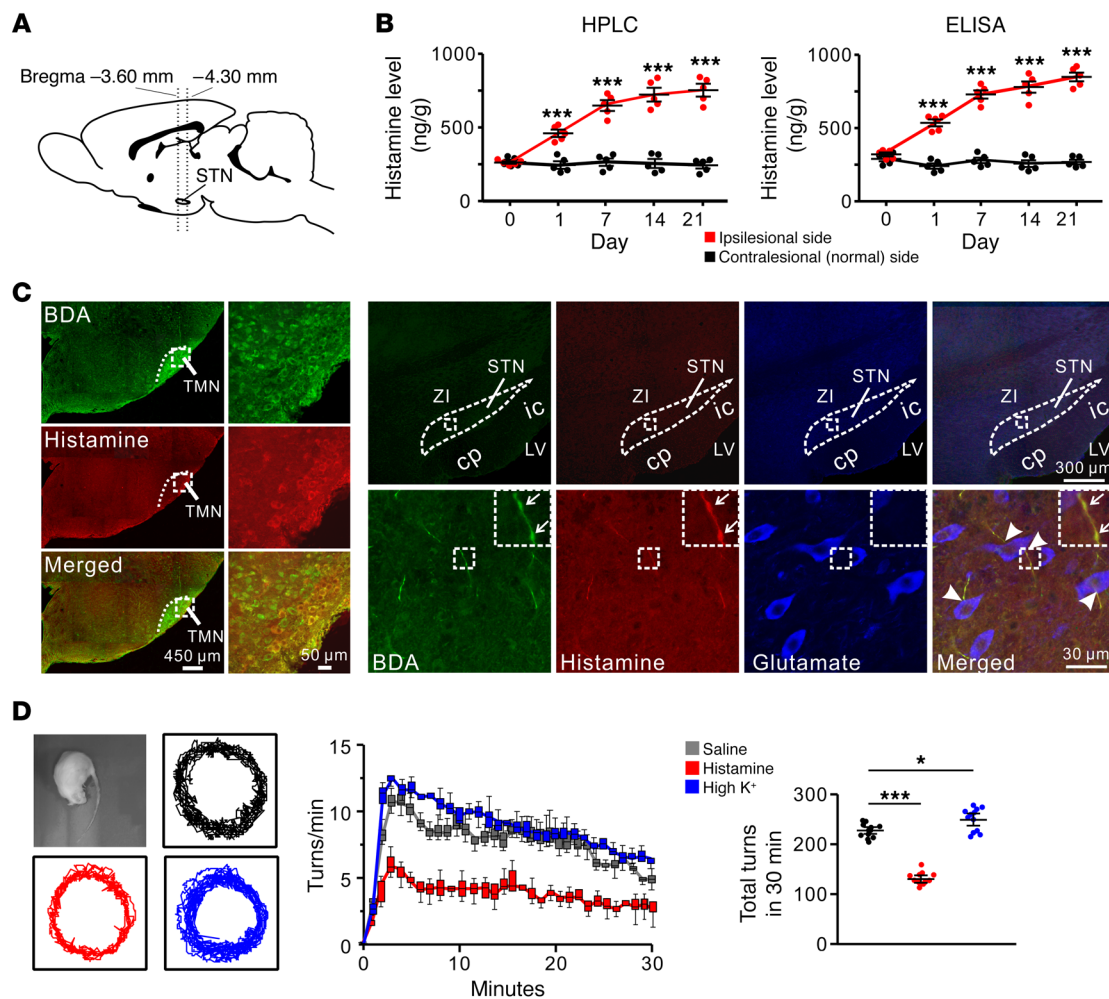 A
Bregma –3.60 mm
–4.30 mm
STN
B
HPLC
Histamine level
(ng/g)
1000
500
0
***
***
***
***
0 1 7 14 21
Day
ELISA
Histamine level
(ng/g)
1000
500
0
***
***
***
***
0 1 7 14 21
Day
Ipsilesional side
Contralesional (normal) side
C
BDA
TMN
Histamine
TMN
Merged
TMN
450 µm
50 µm
STN
ZI
ic
cp
LV
STN
ZI
ic
cp
LV
STN
ZI
ic
cp
LV
STN
ZI
ic
cp
LV
300 µm
BDA
Histamine
Glutamate
Merged
30 µm
D
Turns/min
15
10
5
0
0 10 20 30
Minutes
Saline
Histamine
High K⁺
Total turns
in 30 min
300
200
100
0
*
***